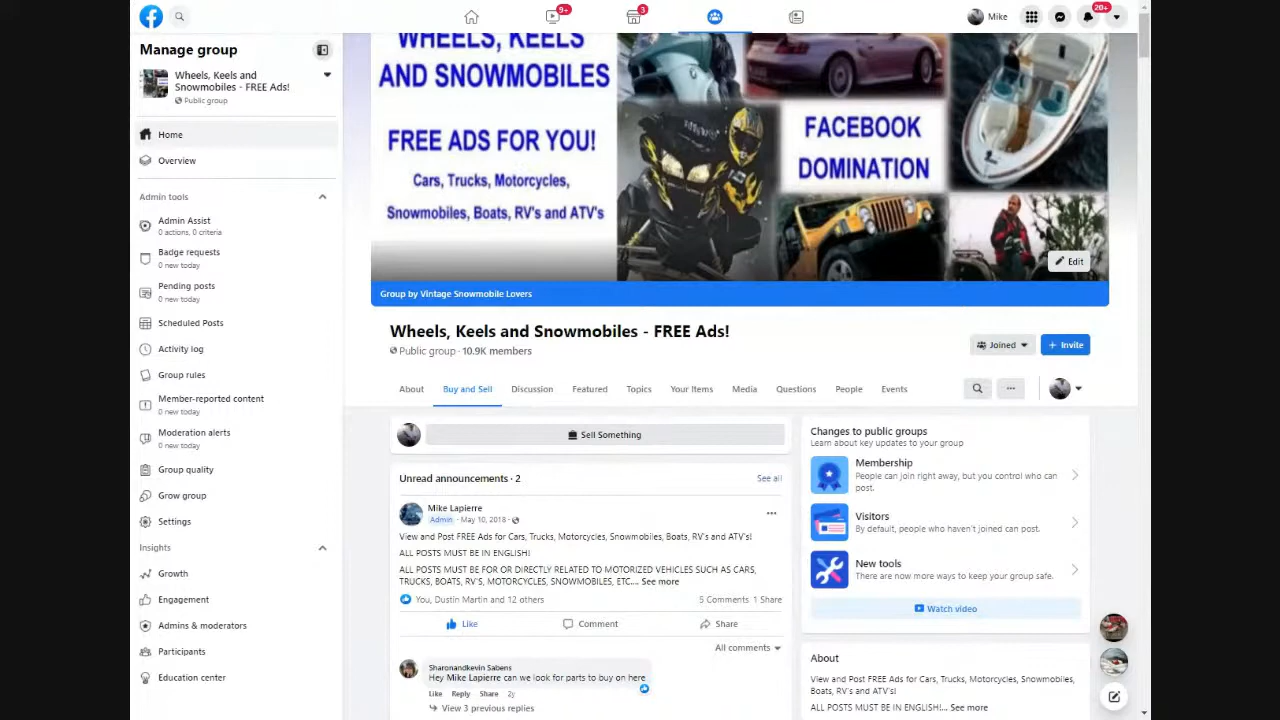 9+
3
Mike
20+
Manage group
Wheels, Keels and
Snowmobiles - FREE Ads!
Public group
Home
Overview
Admin tools
Admin Assist
0 actions, 0 criteria
Badge requests
0 new today
Pending posts
0 new today
Scheduled Posts
Activity log
Group rules
Member-reported content
0 new today
Moderation alerts
0 new today
Group quality
Grow group
Settings
Insights
Growth
Engagement
Admins & moderators
Participants
Education center
WHEELS, KEELS
AND SNOWMOBILES
FREE ADS FOR YOU!
Cars, Trucks, Motorcycles,
Snowmobiles, Boats, RV's and ATV's
FACEBOOK
DOMINATION
Edit
Group by Vintage Snowmobile Lovers
Wheels, Keels and Snowmobiles - FREE Ads!
Public group · 10.9K members
Joined
+ Invite
About Buy and Sell Discussion Featured Topics Your Items Media Questions People Events
Sell Something
Unread announcements · 2
See all
Mike Lapierre
Admin · May 10, 2018 ·
View and Post FREE Ads for Cars, Trucks, Motorcycles, Snowmobiles, Boats, RV's and ATV's!
ALL POSTS MUST BE IN ENGLISH!
ALL POSTS MUST BE FOR OR DIRECTLY RELATED TO MOTORIZED VEHICLES SUCH AS CARS,
TRUCKS, BOATS, RV'S, MOTORCYCLES, SNOWMOBILES, ETC.... See more
You, Dustin Martin and 12 others
5 Comments 1 Share
Like Comment Share
All comments
Sharonandkevin Sabens
Hey Mike Lapierre can we look for parts to buy on here
Like Reply Share 2y
View 3 previous replies
Changes to public groups
Learn about key updates to your group
Membership
People can join right away, but you control who can
post.
Visitors
By default, people who haven't joined can post.
New tools
There are now more ways to keep your group safe.
Watch video
About
View and Post FREE Ads for Cars, Trucks, Motorcycles, Snowmobiles,
Boats, RV's and ATV's!
ALL POSTS MUST BE IN ENGLISH!... See more